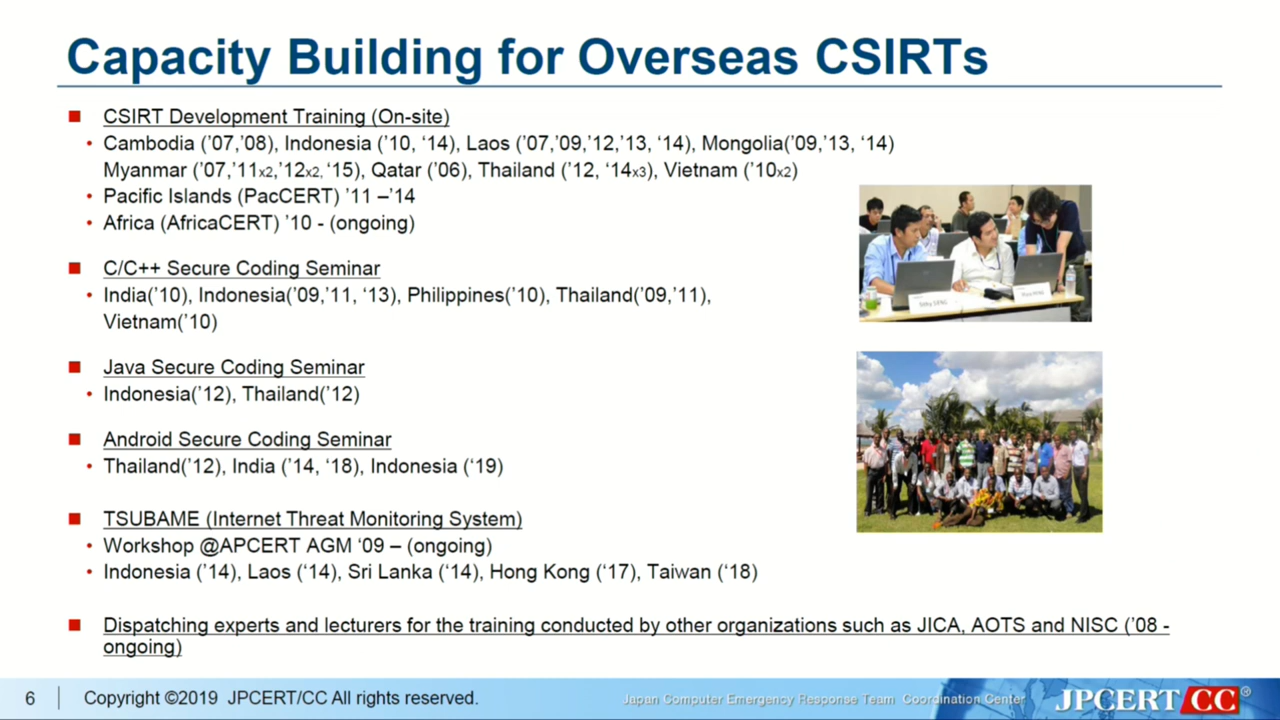 Capacity Building for Overseas CSIRTs
■ CSIRT Development Training (On-site)
• Cambodia (’07,’08), Indonesia (’10, ‘14), Laos (’07,’09,’12,’13, ‘14), Mongolia(’09,’13, ‘14)
Myanmar (’07,’11x2,’12x2, ‘15), Qatar (’06), Thailand (’12, ‘14x3), Vietnam (’10x2)
• Pacific Islands (PacCERT) ’11 –’14
• Africa (AfricaCERT) ’10 - (ongoing)
■ C/C++ Secure Coding Seminar
• India(’10), Indonesia(’09,’11, ‘13), Philippines(’10), Thailand(’09,’11),
Vietnam(’10)
■ Java Secure Coding Seminar
• Indonesia(’12), Thailand(’12)
■ Android Secure Coding Seminar
• Thailand(’12), India (’14, ‘18), Indonesia (‘19)
■ TSUBAME (Internet Threat Monitoring System)
• Workshop @APCERT AGM ‘09 – (ongoing)
• Indonesia (’14), Laos (‘14), Sri Lanka (‘14), Hong Kong (‘17), Taiwan (‘18)
■ Dispatching experts and lecturers for the training conducted by other organizations such as JICA, AOTS and NISC (’08 -
ongoing)
6 Copyright ©2019 JPCERT/CC All rights reserved.
Japan Computer Emergency Response Team Coordination Center
JPCERT CC®